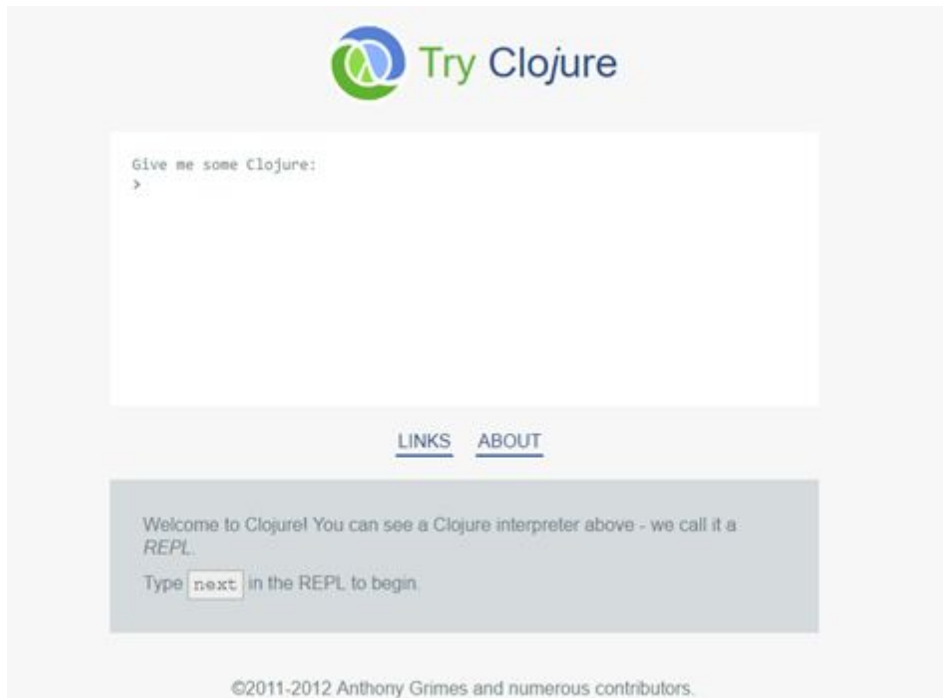 Try Clojure
Give me some Clojure:
>
LINKS ABOUT
Welcome to Clojure! You can see a Clojure interpreter above - we call it a
REPL.
Type next in the REPL to begin.
©2011-2012 Anthony Grimes and numerous contributors.